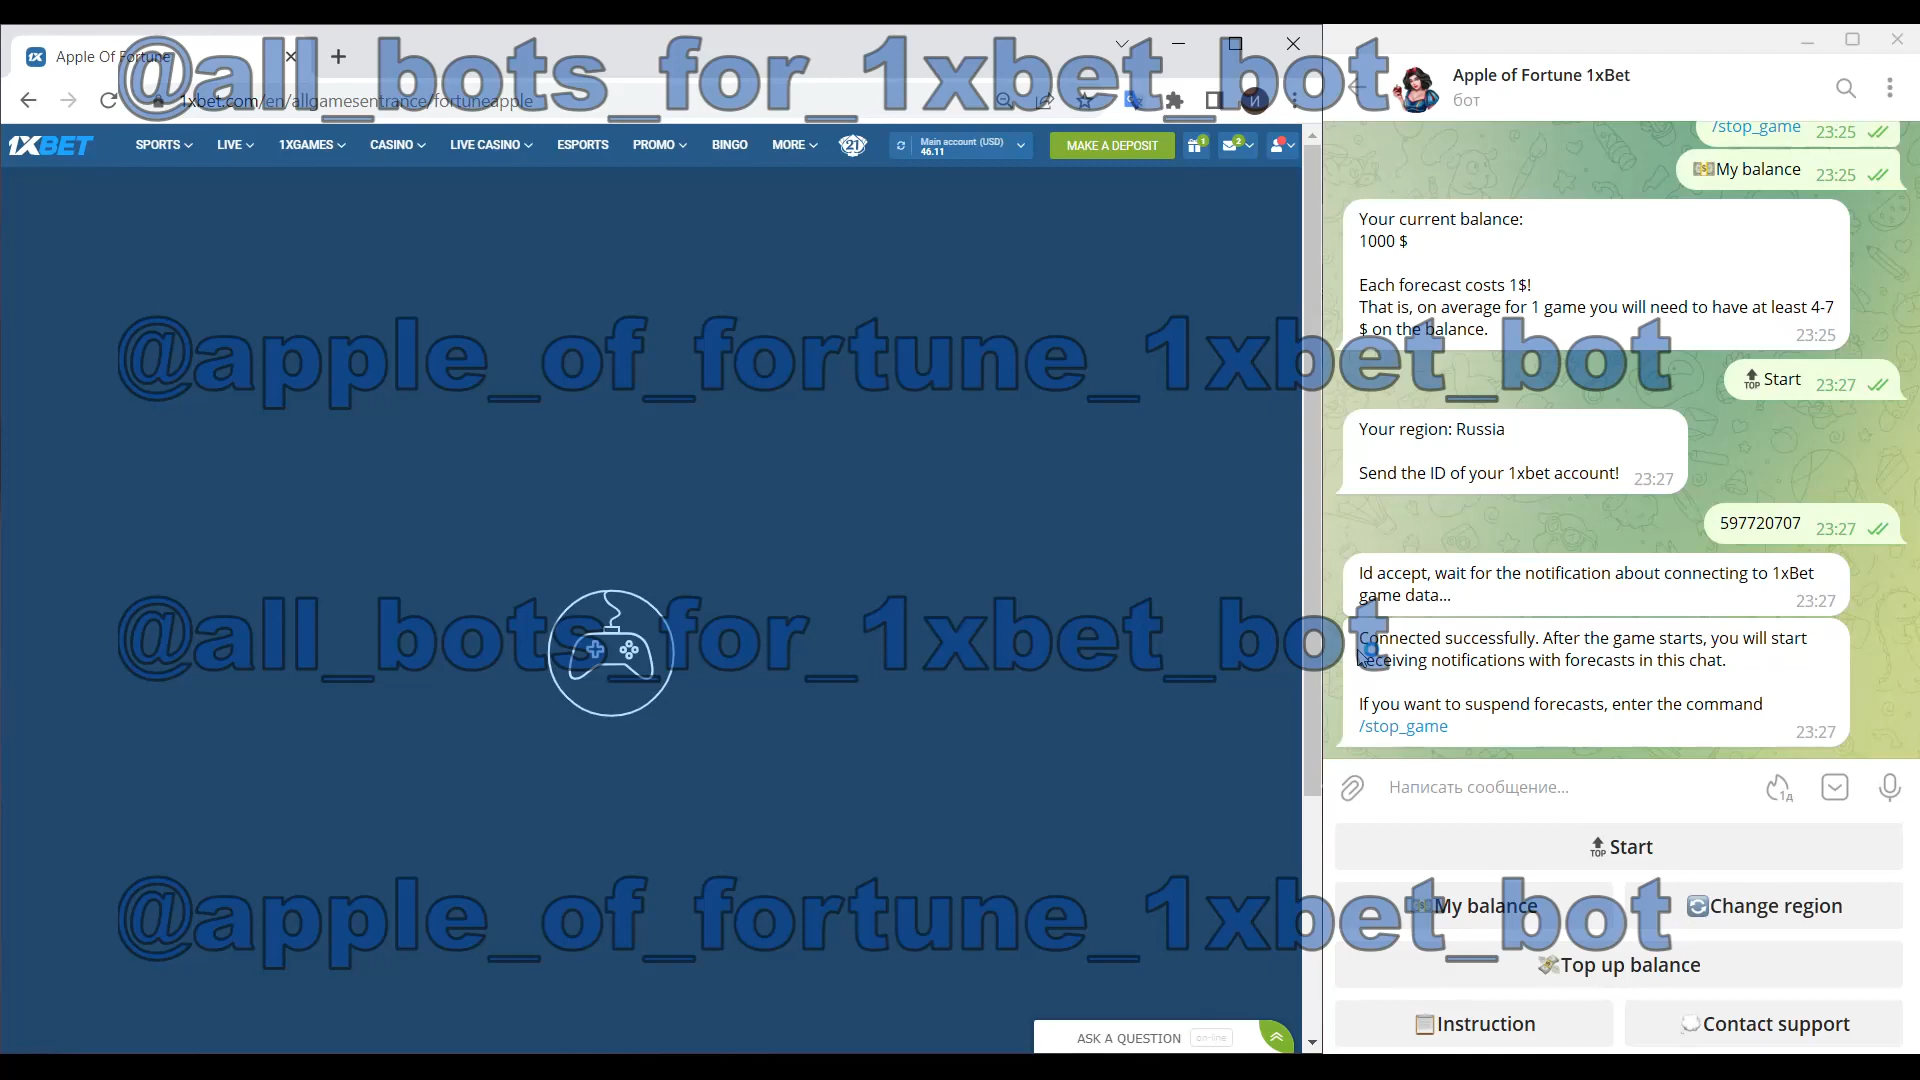 Apple Of Fortune
1xbet.com/en/allgamesentrance/fortuneapple
@all_bots_for_1xbet_bot
1XBET
SPORTS
LIVE
1XGAMES
CASINO
LIVE CASINO
ESPORTS
PROMO
BINGO
MORE
21
Main account (USD)
46.11
MAKE A DEPOSIT
1
2
@apple_of_fortune_1xbet_bot
@all_bots_for_1xbet_bot
@apple_of_fortune_1xbet_bot
ASK A QUESTION
on-line
Apple of Fortune 1xBet
бот
/stop_game 23:25
My balance 23:25
Your current balance:
1000 $
Each forecast costs 1$!
That is, on average for 1 game you will need to have at least 4-7
$ on the balance.
23:25
TOP Start 23:27
Your region: Russia
Send the ID of your 1xbet account! 23:27
597720707 23:27
Id accept, wait for the notification about connecting to 1xBet
game data...
23:27
Connected successfully. After the game starts, you will start
receiving notifications with forecasts in this chat.
If you want to suspend forecasts, enter the command
/stop_game
23:27
Написать сообщение...
1д
TOP Start
My balance
Change region
Top up balance
Instruction
Contact support